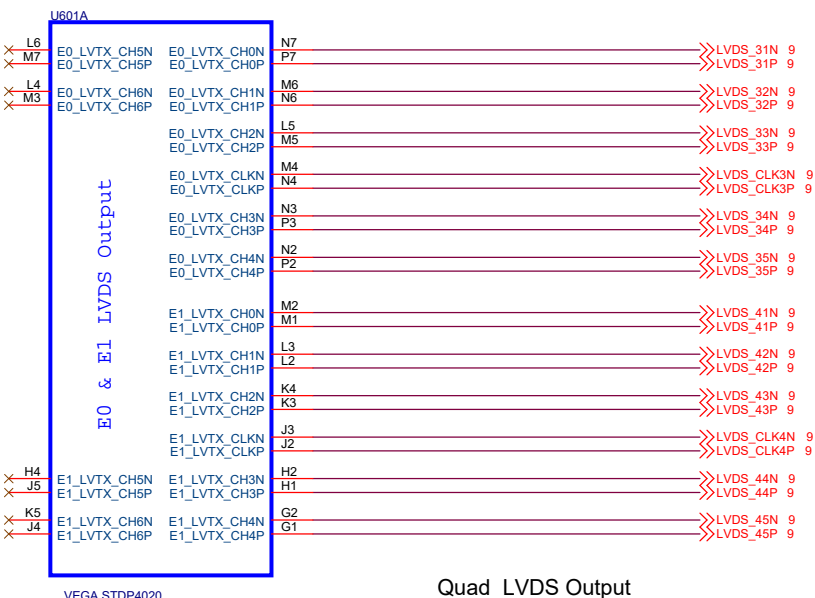 U601A
L6 E0_LVTX_CH5N E0_LVTX_CH0N N7 LVDS_31N 9
M7 E0_LVTX_CH5P E0_LVTX_CH0P P7 LVDS_31P 9
L4 E0_LVTX_CH6N E0_LVTX_CH1N M6 LVDS_32N 9
M3 E0_LVTX_CH6P E0_LVTX_CH1P N6 LVDS_32P 9
E0_LVTX_CH2N L5 LVDS_33N 9
E0_LVTX_CH2P M5 LVDS_33P 9
E0_LVTX_CLKN M4 LVDS_CLK3N 9
E0_LVTX_CLKP N4 LVDS_CLK3P 9
E0_LVTX_CH3N N3 LVDS_34N 9
E0_LVTX_CH3P P3 LVDS_34P 9
E0_LVTX_CH4N N2 LVDS_35N 9
E0_LVTX_CH4P P2 LVDS_35P 9
E0 & E1 LVDS Output
E1_LVTX_CH0N M2 LVDS_41N 9
E1_LVTX_CH0P M1 LVDS_41P 9
E1_LVTX_CH1N L3 LVDS_42N 9
E1_LVTX_CH1P L2 LVDS_42P 9
E1_LVTX_CH2N K4 LVDS_43N 9
E1_LVTX_CH2P K3 LVDS_43P 9
E1_LVTX_CLKN J3 LVDS_CLK4N 9
E1_LVTX_CLKP J2 LVDS_CLK4P 9
H4 E1_LVTX_CH5N E1_LVTX_CH3N H2 LVDS_44N 9
J5 E1_LVTX_CH5P E1_LVTX_CH3P H1 LVDS_44P 9
K5 E1_LVTX_CH6N E1_LVTX_CH4N G2 LVDS_45N 9
J4 E1_LVTX_CH6P E1_LVTX_CH4P G1 LVDS_45P 9
VEGA STDP4020
Quad LVDS Output